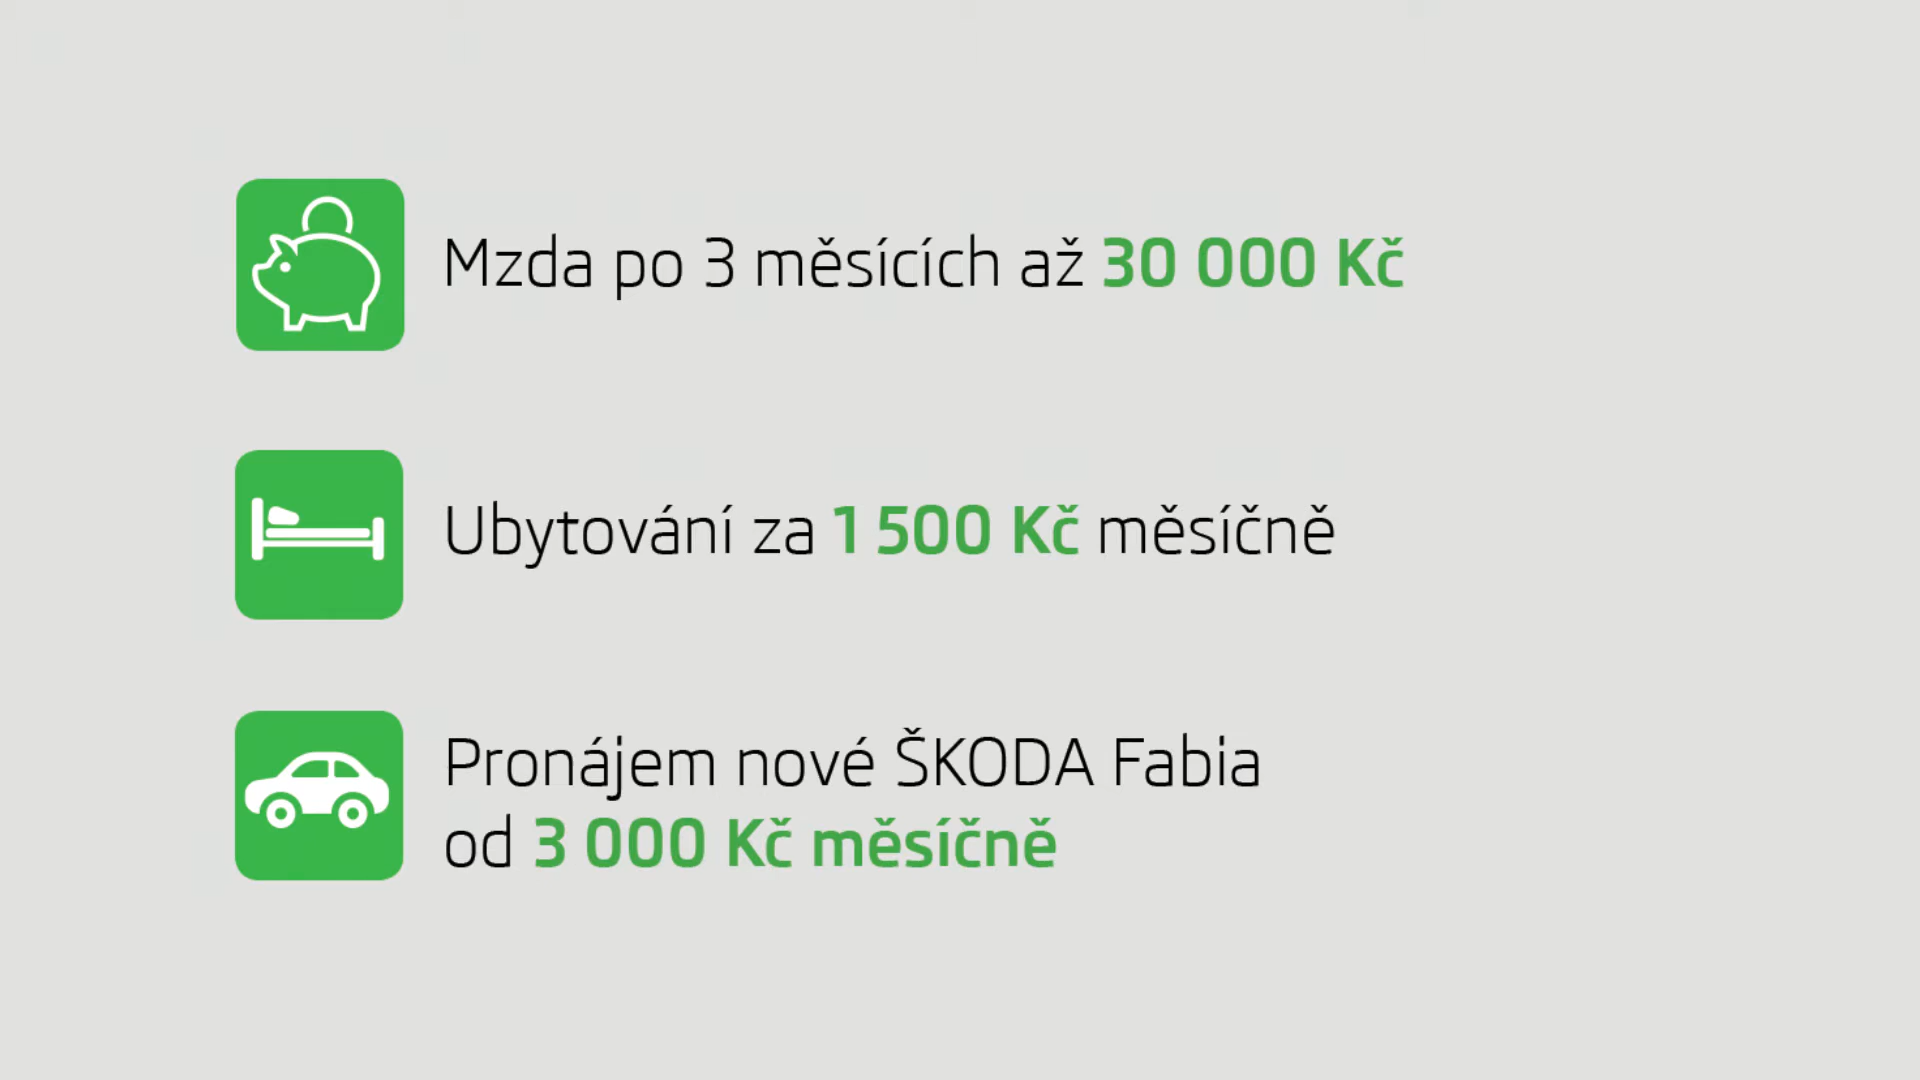 Mzda po 3 měsících až 30 000 Kč
Ubytování za 1 500 Kč měsíčně
Pronájem nové ŠKODA Fabia
od 3 000 Kč měsíčně